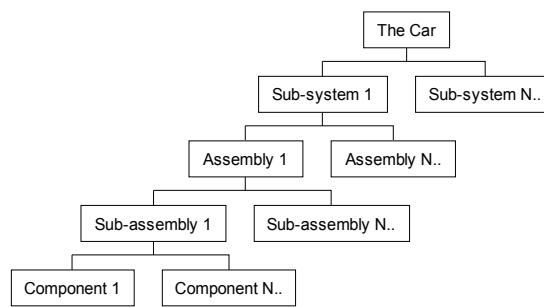 The Car
Sub-system 1
Sub-system N..
Assembly 1
Assembly N..
Sub-assembly 1
Sub-assembly N..
Component 1
Component N..